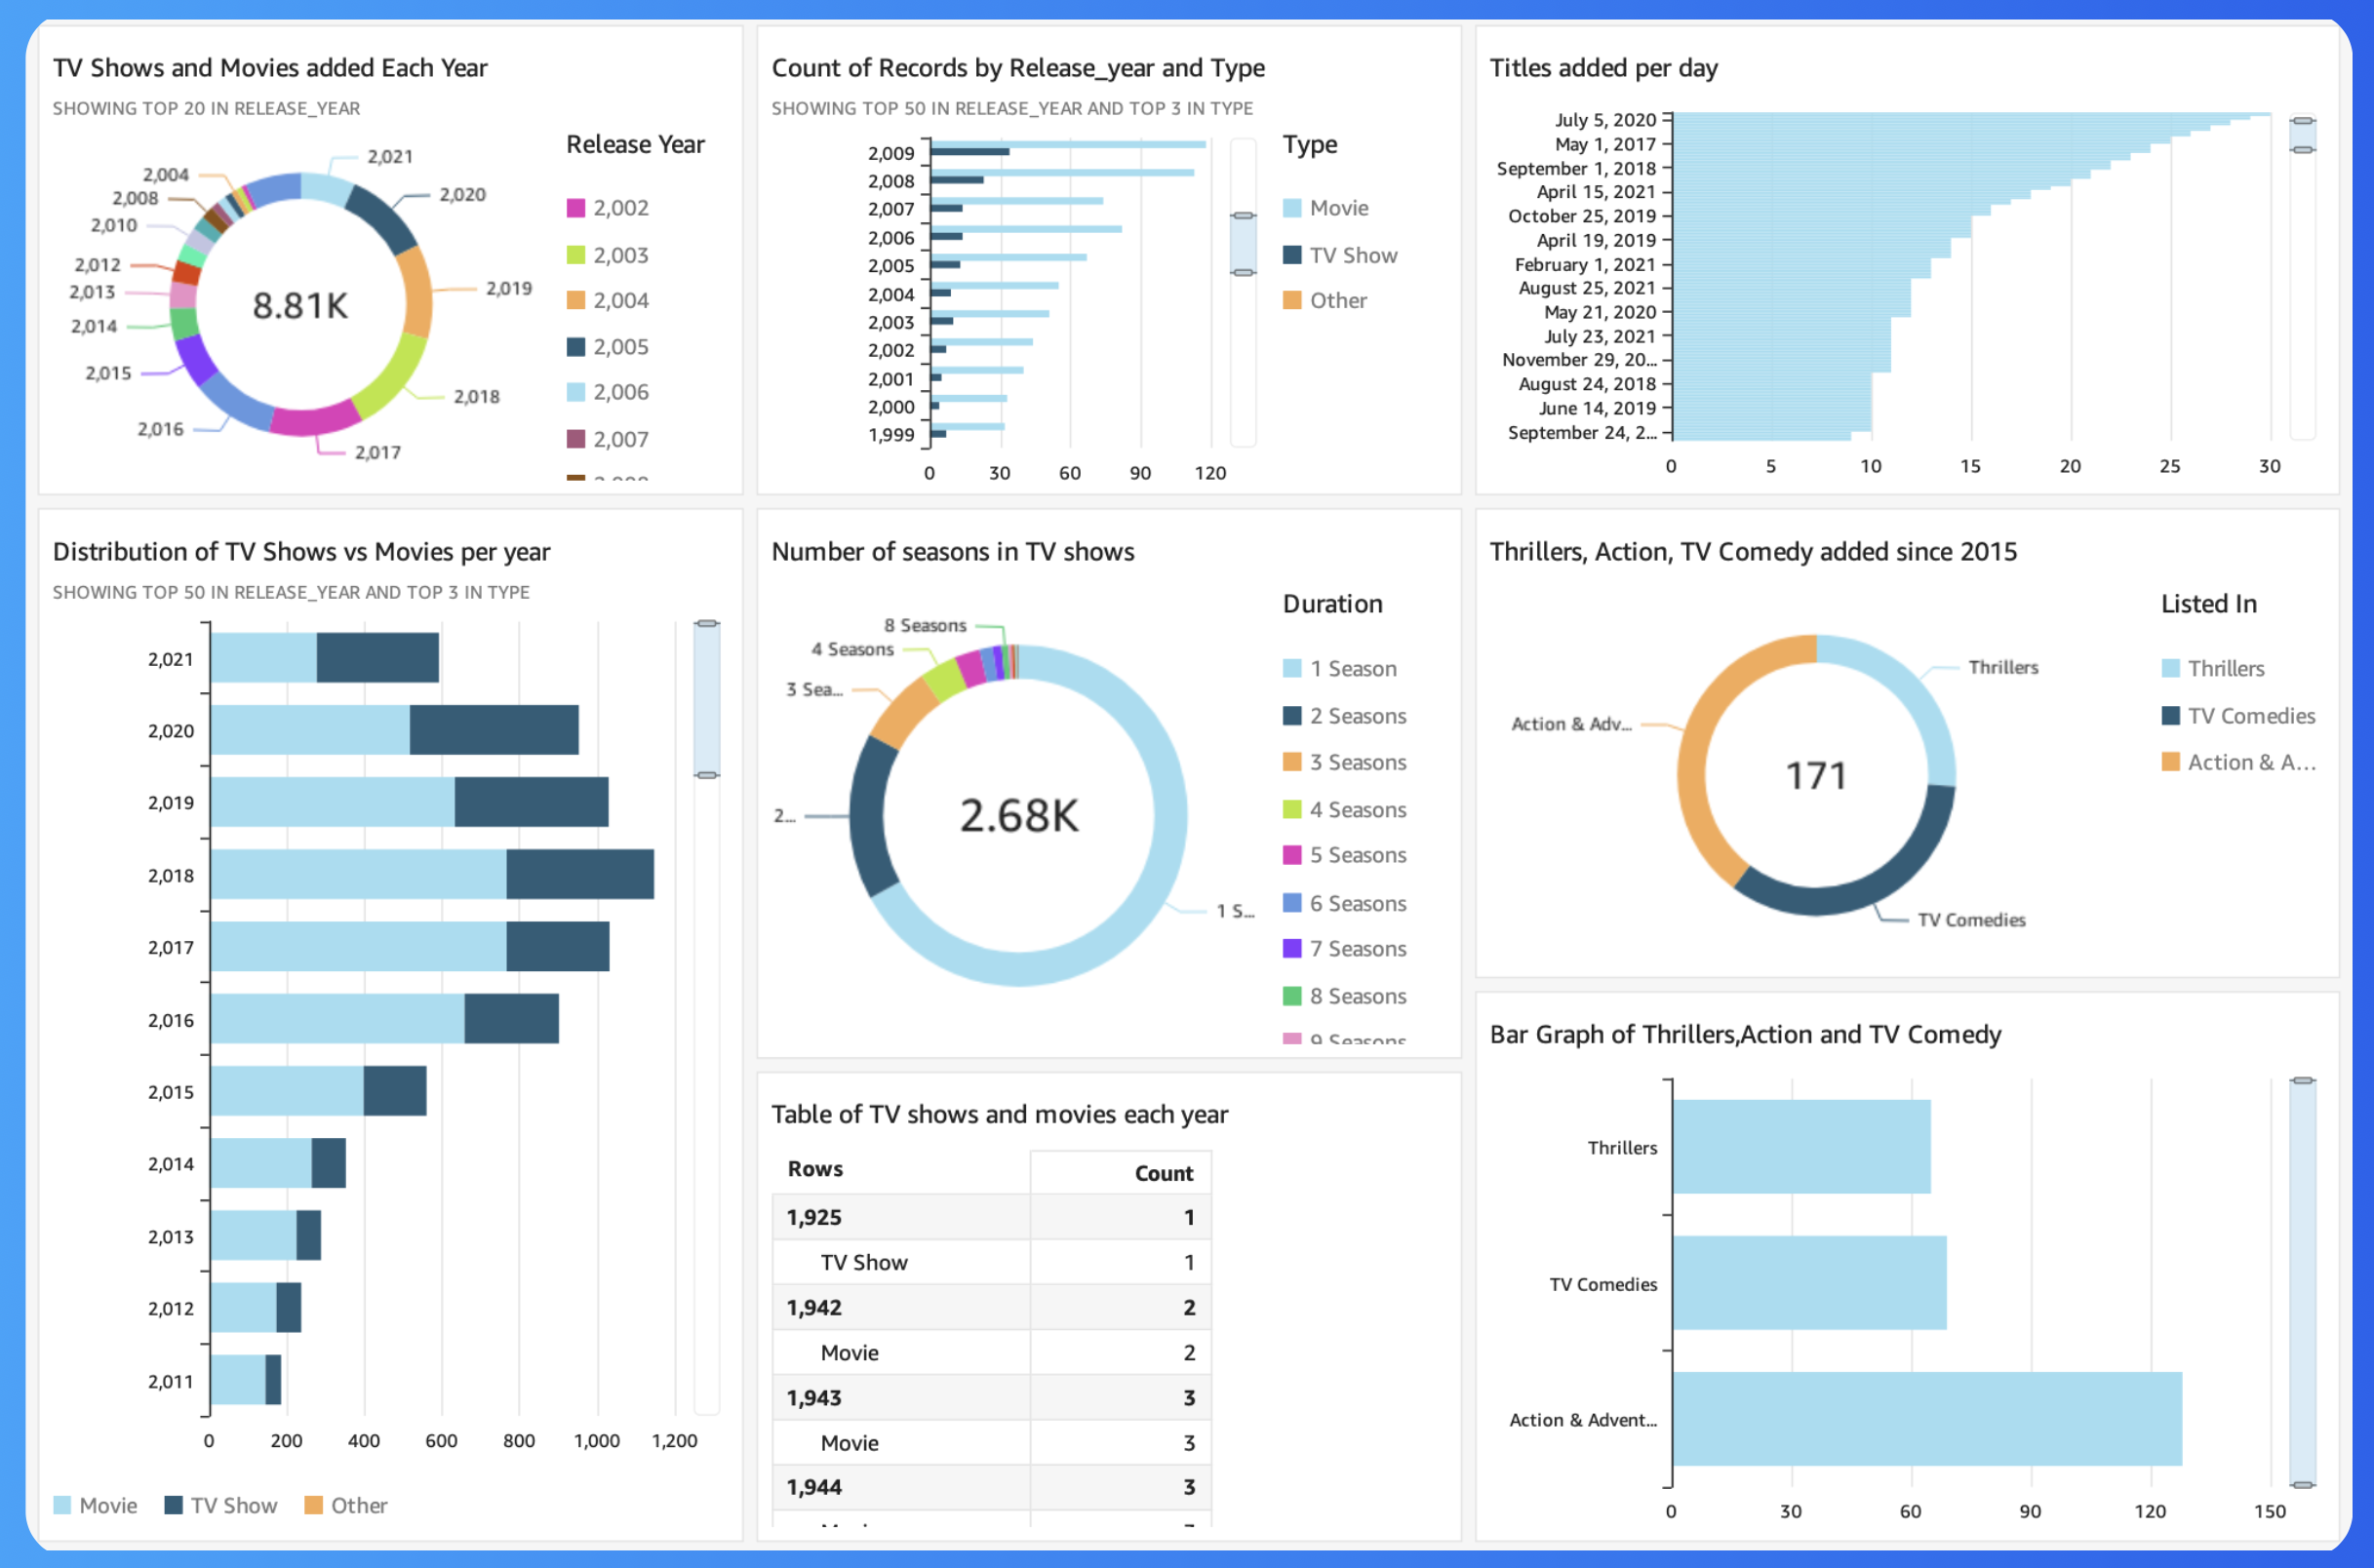 TV Shows and Movies added Each Year
SHOWING TOP 20 IN RELEASE_YEAR
2,021
2,020
2,019
2,018
2,017
2,016
2,015
2,014
2,013
2,012
2,010
2,008
2,004
8.81K
Release Year
2,002
2,003
2,004
2,005
2,006
2,007
Count of Records by Release_year and Type
SHOWING TOP 50 IN RELEASE_YEAR AND TOP 3 IN TYPE
2,009
2,008
2,007
2,006
2,005
2,004
2,003
2,002
2,001
2,000
1,999
0 30 60 90 120
Type
Movie
TV Show
Other
Titles added per day
July 5, 2020
May 1, 2017
September 1, 2018
April 15, 2021
October 25, 2019
April 19, 2019
February 1, 2021
August 25, 2021
May 21, 2020
July 23, 2021
November 29, 20...
August 24, 2018
June 14, 2019
September 24, 2...
0 5 10 15 20 25 30
Distribution of TV Shows vs Movies per year
SHOWING TOP 50 IN RELEASE_YEAR AND TOP 3 IN TYPE
2,021
2,020
2,019
2,018
2,017
2,016
2,015
2,014
2,013
2,012
2,011
0 200 400 600 800 1,000 1,200
Movie TV Show Other
Number of seasons in TV shows
8 Seasons
4 Seasons
3 Sea...
2...
1 S...
2.68K
Duration
1 Season
2 Seasons
3 Seasons
4 Seasons
5 Seasons
6 Seasons
7 Seasons
8 Seasons
9 Seasons
Table of TV shows and movies each year
Rows Count
1,925 1
TV Show 1
1,942 2
Movie 2
1,943 3
Movie 3
1,944 3
Thrillers, Action, TV Comedy added since 2015
Thrillers
Action & Adv...
TV Comedies
171
Listed In
Thrillers
TV Comedies
Action & A...
Bar Graph of Thrillers,Action and TV Comedy
Thrillers
TV Comedies
Action & Advent...
0 30 60 90 120 150